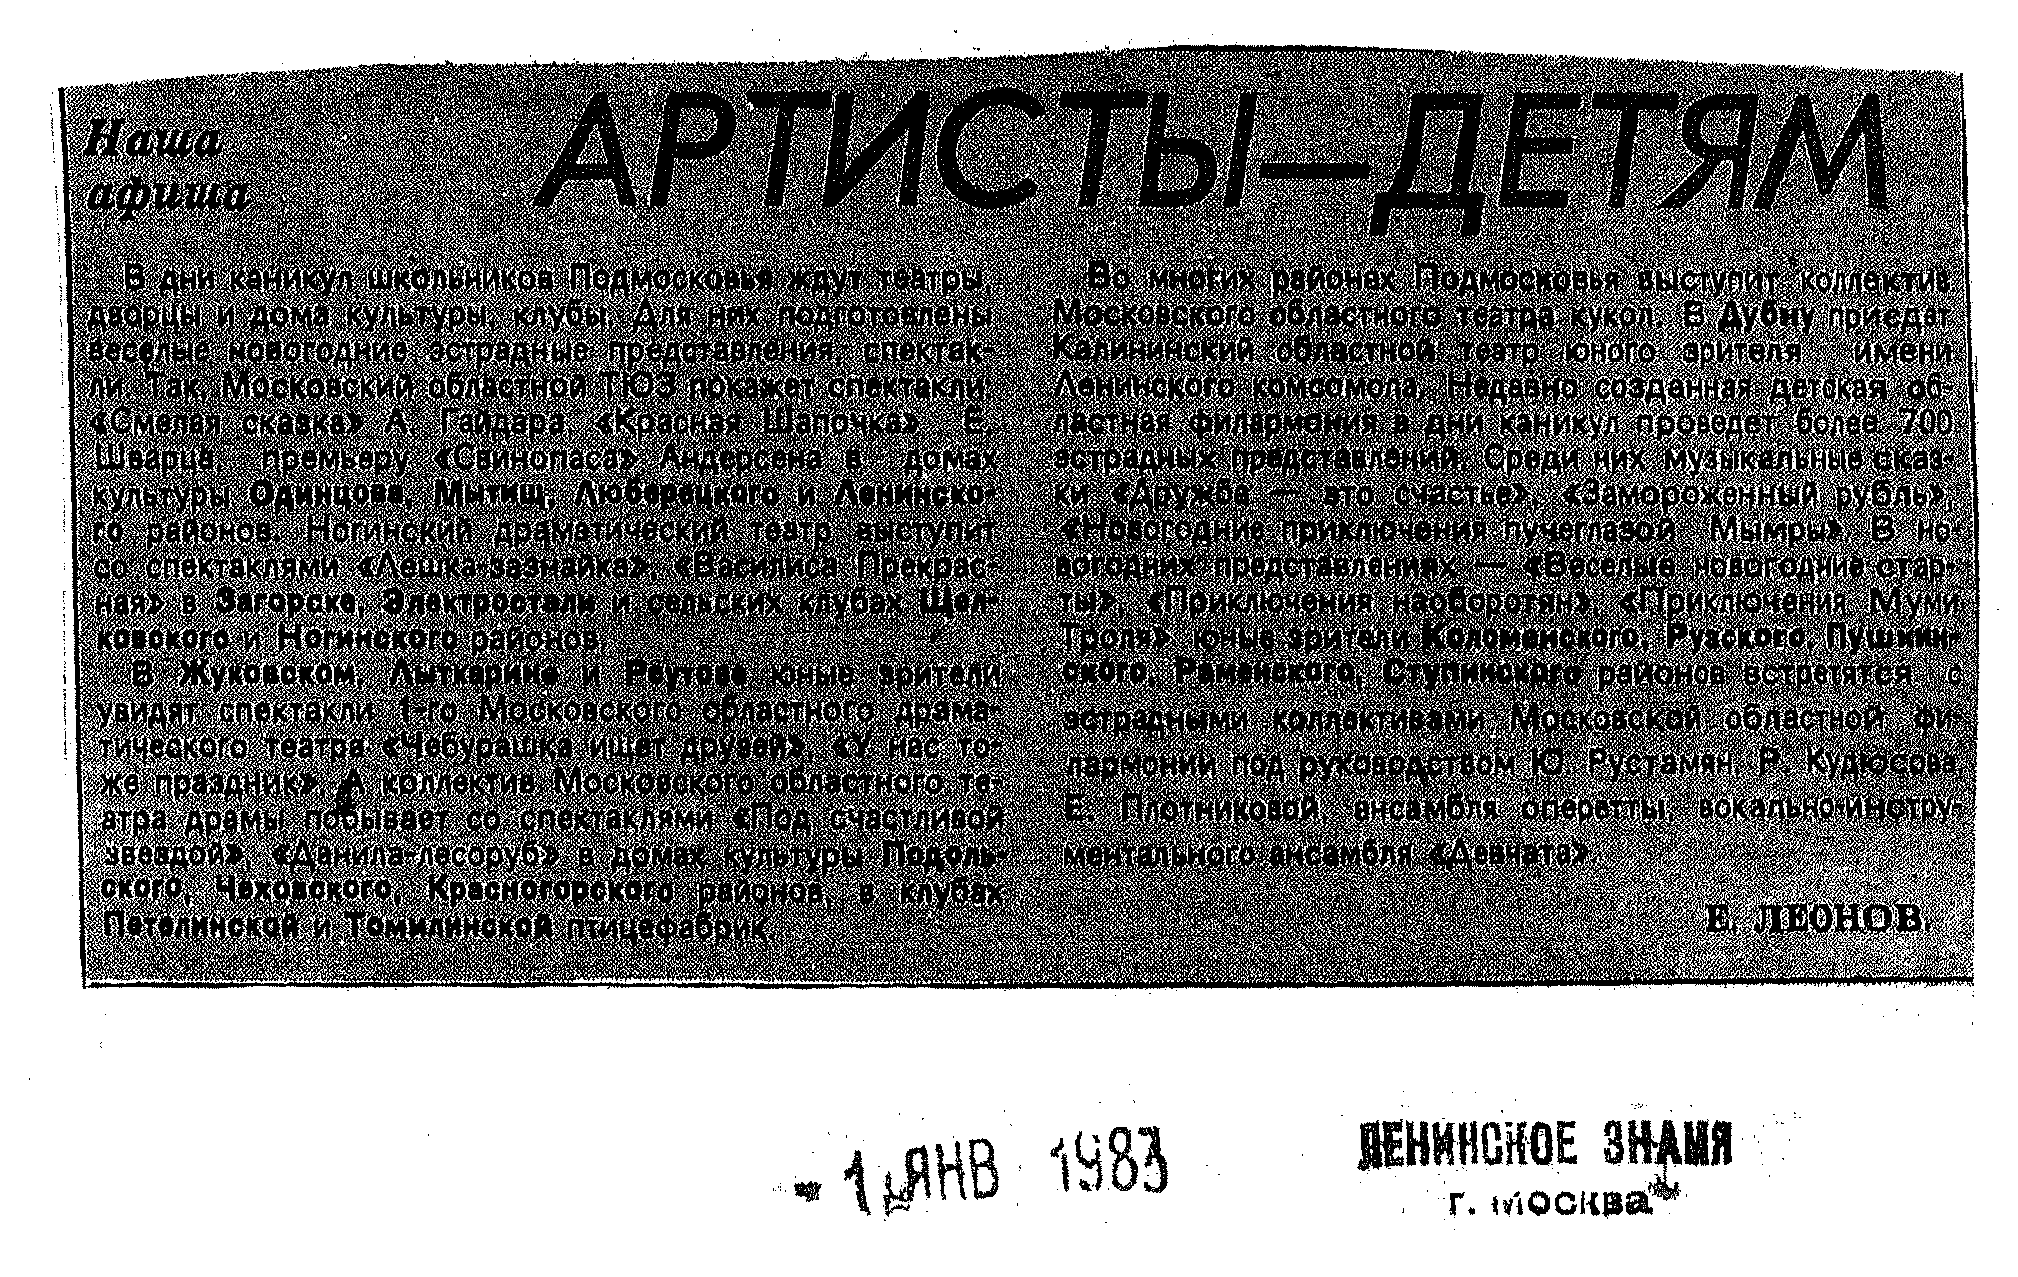 Наша
афиша
АРТИСТЫ—ДЕТЯМ
В дни каникул школьников Подмосковья ждут театры,
дворцы и дома культуры, клубы. Для них подготовлены
веселые новогодние эстрадные представления, спектак-
ли. Так, Московский областной ТЮЗ покажет спектакли:
«Смелая сказка» А. Гайдара, «Красная Шапочка» Е.
Шварца, премьеру «Свинопаса» Андерсена в домах
культуры Одинцова, Мытищ, Люберецкого и Ленинско-
го районов. Ногинский драматический театр выступит
со спектаклями «Лешка-зазнайка», «Василиса Прекрас-
ная» в Загорске, Электростали и сельских клубах Щел-
ковского и Ногинского районов.
В Жуковском, Лыткарине и Реутове юные зрители
увидят спектакли 1-го Московского областного драма-
тического театра «Чебурашка ищет друзей», «У нас то-
же праздник». А коллектив Московского областного те-
атра драмы побывает со спектаклями «Под счастливой
звездой», «Данила-лесоруб» в домах культуры Подоль-
ского, Чеховского, Красногорского районов, в клубах
Петелинской и Томилинской птицефабрик.
Во многих районах Подмосковья выступит коллектив
Московского областного театра кукол. В Дубну приедет
Калининский областной театр юного зрителя имени
Ленинского комсомола. Недавно созданная детская об-
ластная филармония в дни каникул проведет более 700
эстрадных представлений. Среди них музыкальные сказ-
ки «Дружба — это счастье», «Замороженный рубль»,
«Новогодние приключения пучеглазой Мымры». В но-
вогодних представлениях — «Веселые новогодние стар-
ты», «Приключения наоборотян», «Приключения Муми
Троля» юные зрители Коломенского, Рузского, Пушкин-
ского, Раменского, Ступинского районов встретятся с
эстрадными коллективами Московской областной фи-
лармонии под руководством Ю. Рустамян, Р. Кудюсова,
Е. Плотниковой, ансамбля оперетты, вокально-инстру-
ментального ансамбля «Девчата».
Е. ЛЕОНОВ.
- 1 ЯНВ 1983
ЛЕНИНСКОЕ ЗНАМЯ
г. Москва